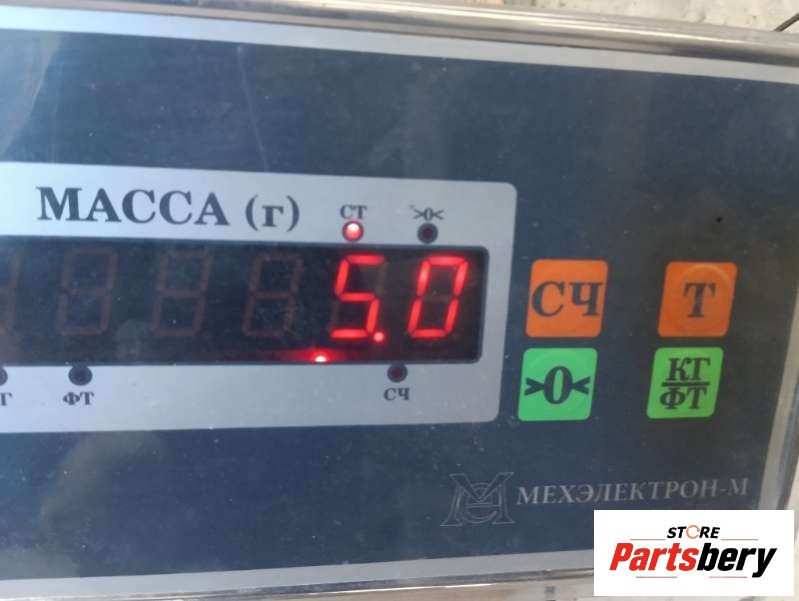 МАССА (г)
СТ
>0<
5.0
Г
ФТ
СЧ
СЧ
Т
>0<
КГ
ФТ
МЕХЭЛЕКТРОН-М
STORE
Partsbery